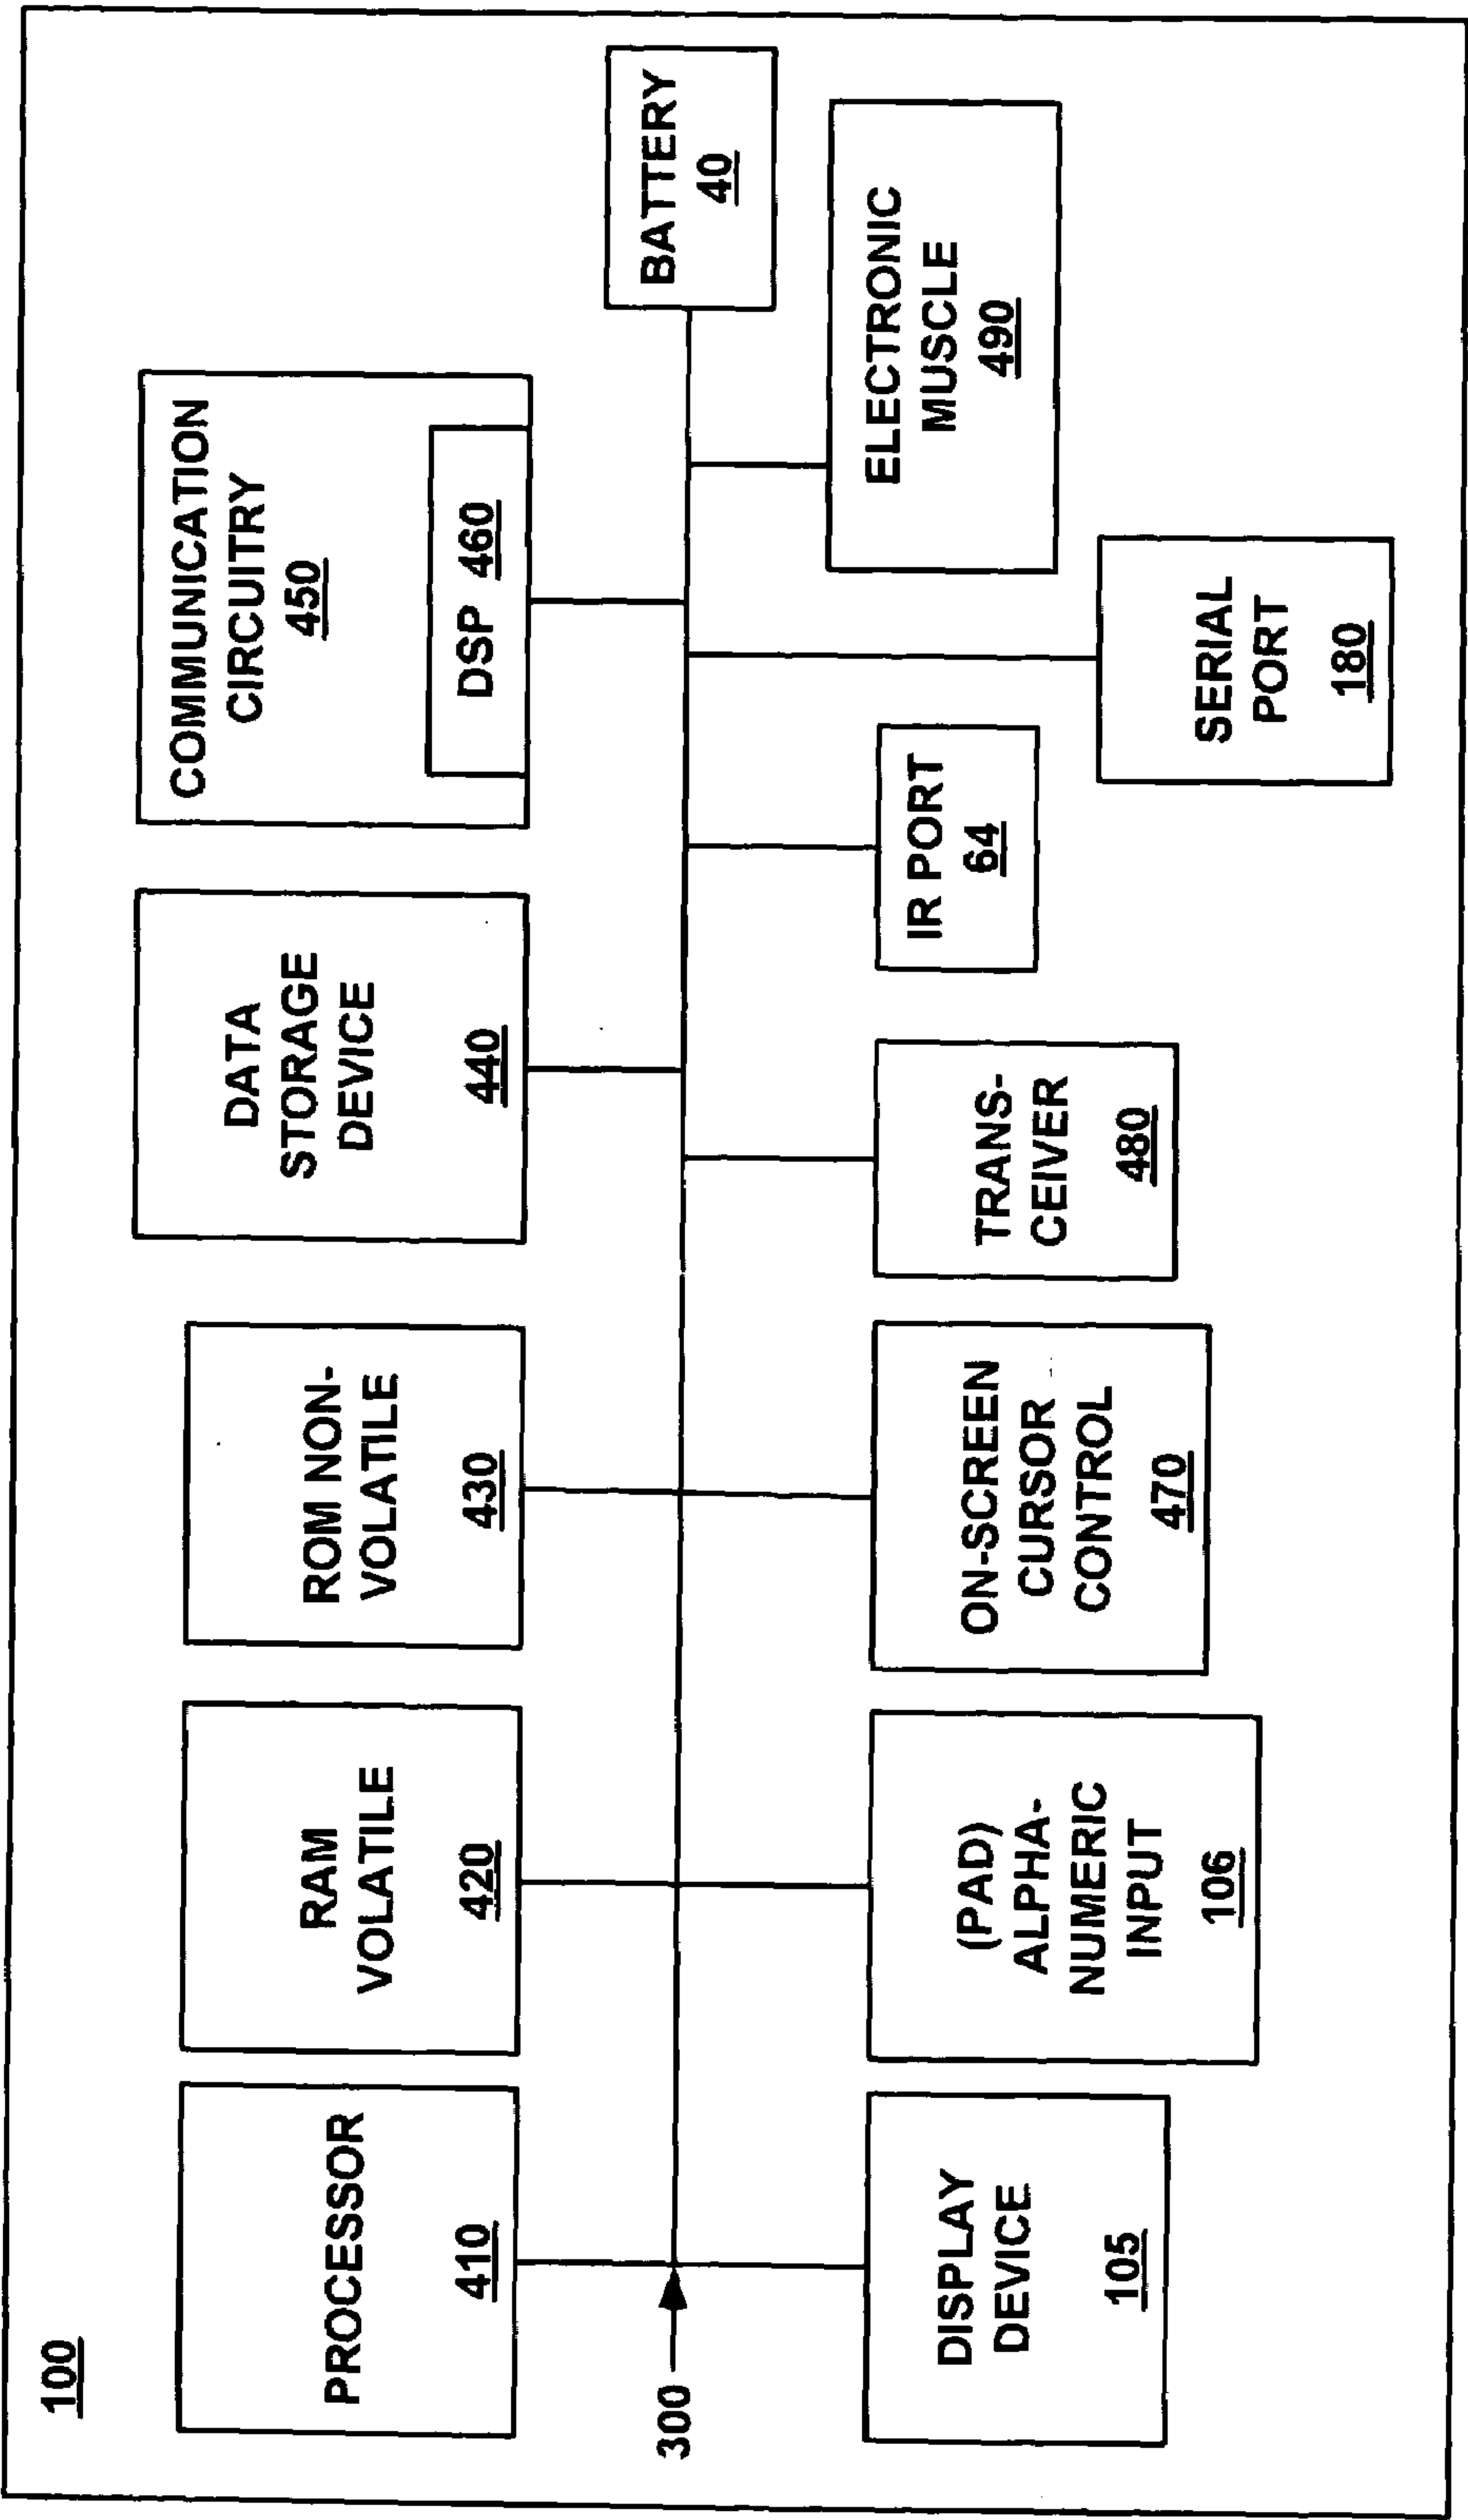 100
PROCESSOR
410
RAM
VOLATILE
420
ROM NON-
VOLATILE
430
DATA
STORAGE
DEVICE
440
COMMUNICATION
CIRCUITRY
450
DSP 460
300
BATTERY
40
DISPLAY
DEVICE
105
(PAD)
ALPHA-
NUMERIC
INPUT
106
ON-SCREEN
CURSOR
CONTROL
470
TRANS-
CEIVER
480
IR PORT
64
SERIAL
PORT
180
ELECTRONIC
MUSCLE
490